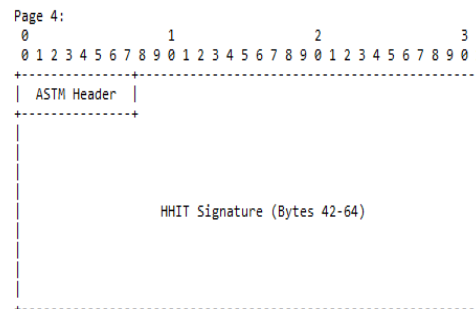 Page 4:
0 1 2 3
0 1 2 3 4 5 6 7 8 9 0 1 2 3 4 5 6 7 8 9 0 1 2 3 4 5 6 7 8 9 0
ASTM Header
HHIT Signature (Bytes 42-64)